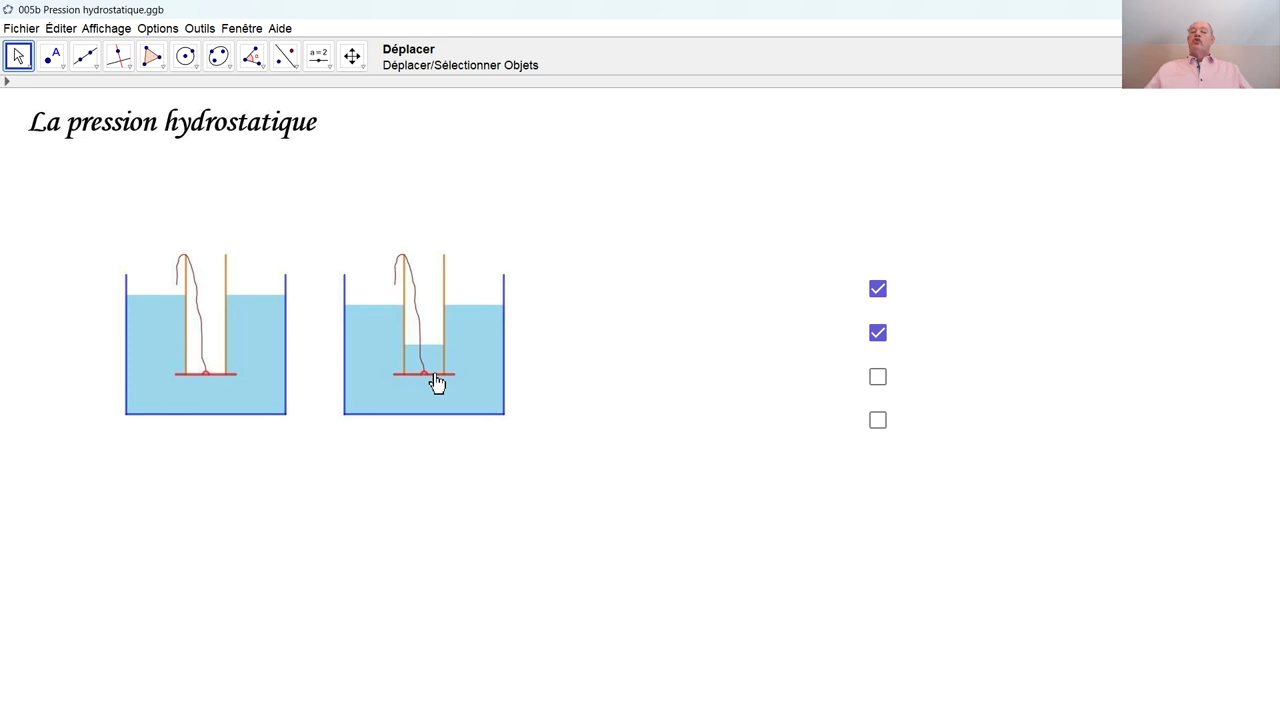 005b Pression hydrostatique.ggb
Fichier Éditer Affichage Options Outils Fenêtre Aide
A
a=2
Déplacer
Déplacer/Sélectionner Objets
La pression hydrostatique